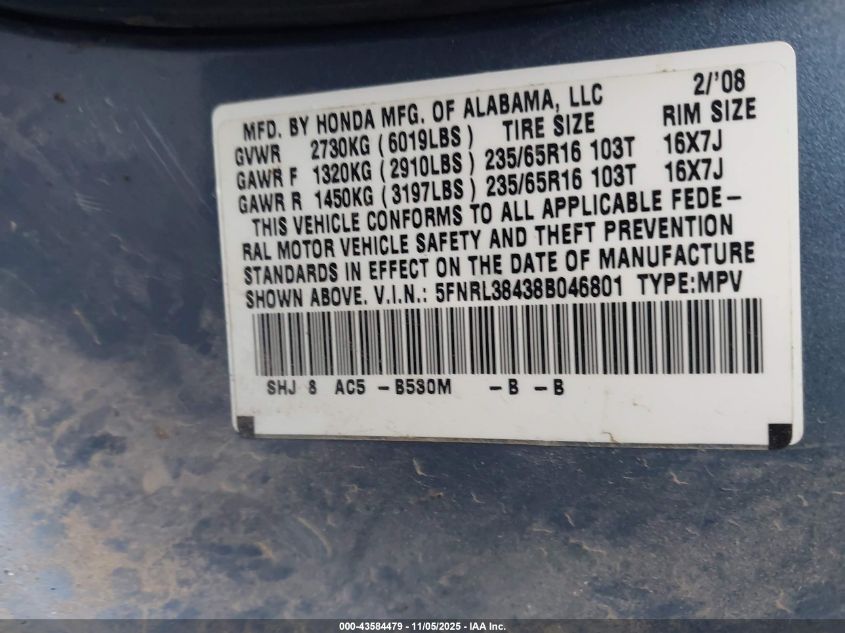 MFD. BY HONDA MFG. OF ALABAMA, LLC 2/'08
GVWR 2730KG (6019LBS) TIRE SIZE RIM SIZE
GAWR F 1320KG (2910LBS) 235/65R16 103T 16X7J
GAWR R 1450KG (3197LBS) 235/65R16 103T 16X7J
THIS VEHICLE CONFORMS TO ALL APPLICABLE FEDE-
RAL MOTOR VEHICLE SAFETY AND THEFT PREVENTION
STANDARDS IN EFFECT ON THE DATE OF MANUFACTURE
SHOWN ABOVE. V.I.N.: 5FNRL38438B046801 TYPE:MPV
SHJ 8 AC5 -B530M -B -B
000-43584479 - 11/05/2025 - IAA Inc.